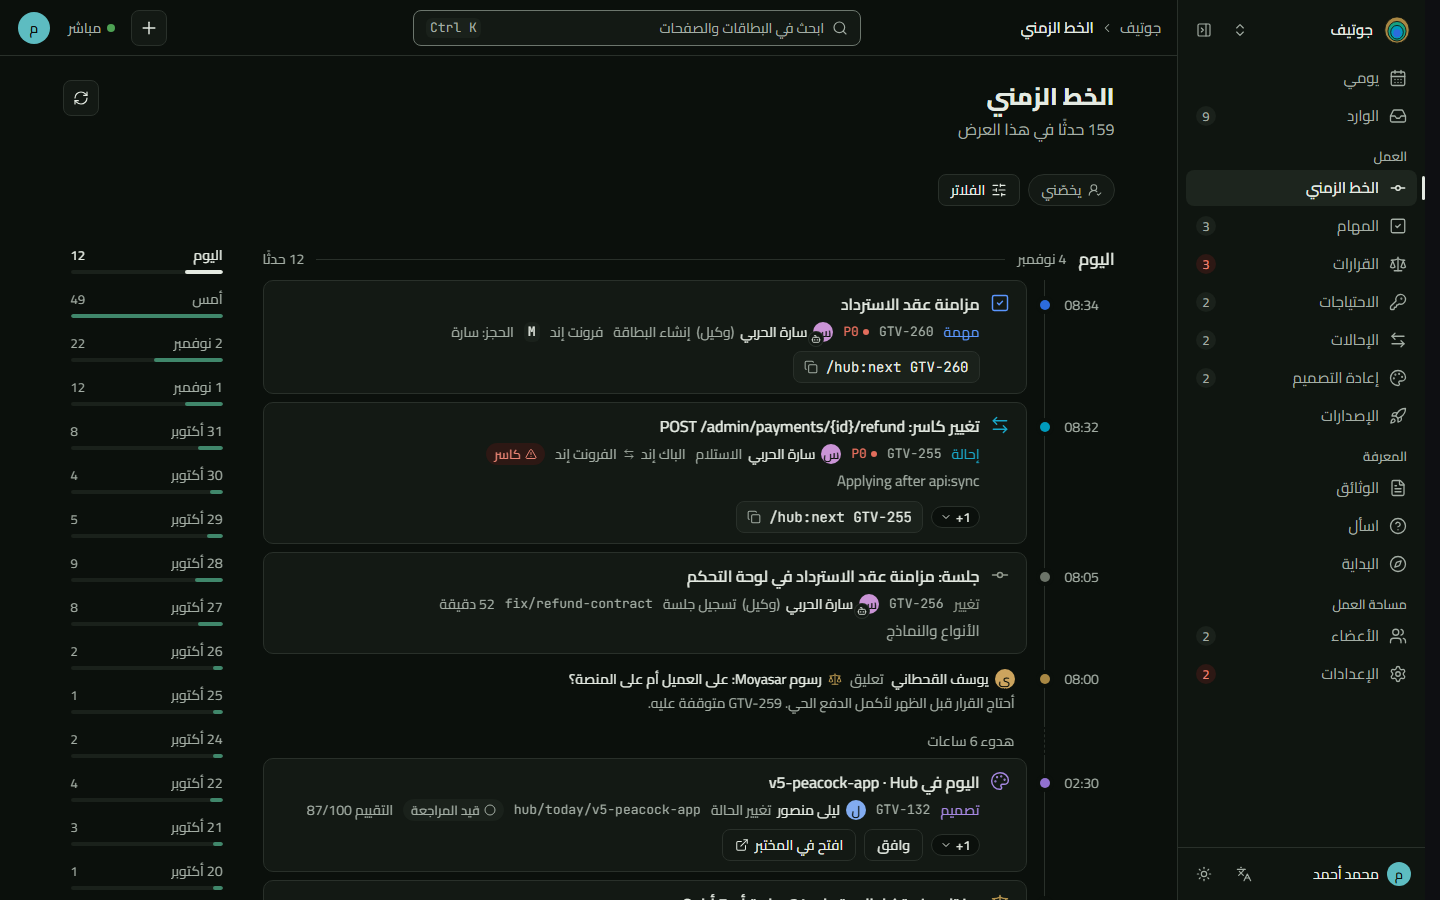 جوتيف
يومي
الوارد 9
العمل
الخط الزمني
المهام 3
القرارات 3
الاحتياجات 2
الإحالات 2
إعادة التصميم 2
الإصدارات
المعرفة
الوثائق
اسأل
البداية
مساحة العمل
الأعضاء 2
الإعدادات 2
محمد أحمد
م
جوتيف › الخط الزمني
ابحث في البطاقات والصفحات Ctrl K
مباشر
م
الخط الزمني
159 حدثًا في هذا العرض
يخصّني
الفلاتر
اليوم 4 نوفمبر 12 حدثًا
08:34
مزامنة عقد الاسترداد
مهمة GTV-260 P0 سارة الحربي (وكيل) إنشاء البطاقة فرونت إند M الحجز: سارة
/hub:next GTV-260
08:32
تغيير كاسر: POST /admin/payments/{id}/refund
إحالة GTV-255 P0 س سارة الحربي الاستلام الباك إند ⇆ الفرونت إند كاسر
Applying after api:sync
+1
/hub:next GTV-255
08:05
جلسة: مزامنة عقد الاسترداد في لوحة التحكم
تغيير GTV-256 سارة الحربي (وكيل) تسجيل جلسة fix/refund-contract 52 دقيقة
الأنواع والنماذج
08:00
ي يوسف القحطاني تعليق رسوم Moyasar: على العميل أم على المنصة؟
أحتاج القرار قبل الظهر لأكمل الدفع الحي. GTV-259 متوقفة عليه.
هدوء 6 ساعات
02:30
اليوم في v5-peacock-app · Hub
تصميم GTV-132 ل ليلى منصور تغيير الحالة hub/today/v5-peacock-app قيد المراجعة التقييم 87/100
+1
وافق
افتح في المختبر
اليوم 12
أمس 49
2 نوفمبر 22
1 نوفمبر 12
31 أكتوبر 8
30 أكتوبر 4
29 أكتوبر 5
28 أكتوبر 9
27 أكتوبر 8
26 أكتوبر 2
25 أكتوبر 1
24 أكتوبر 2
22 أكتوبر 4
21 أكتوبر 3
20 أكتوبر 1